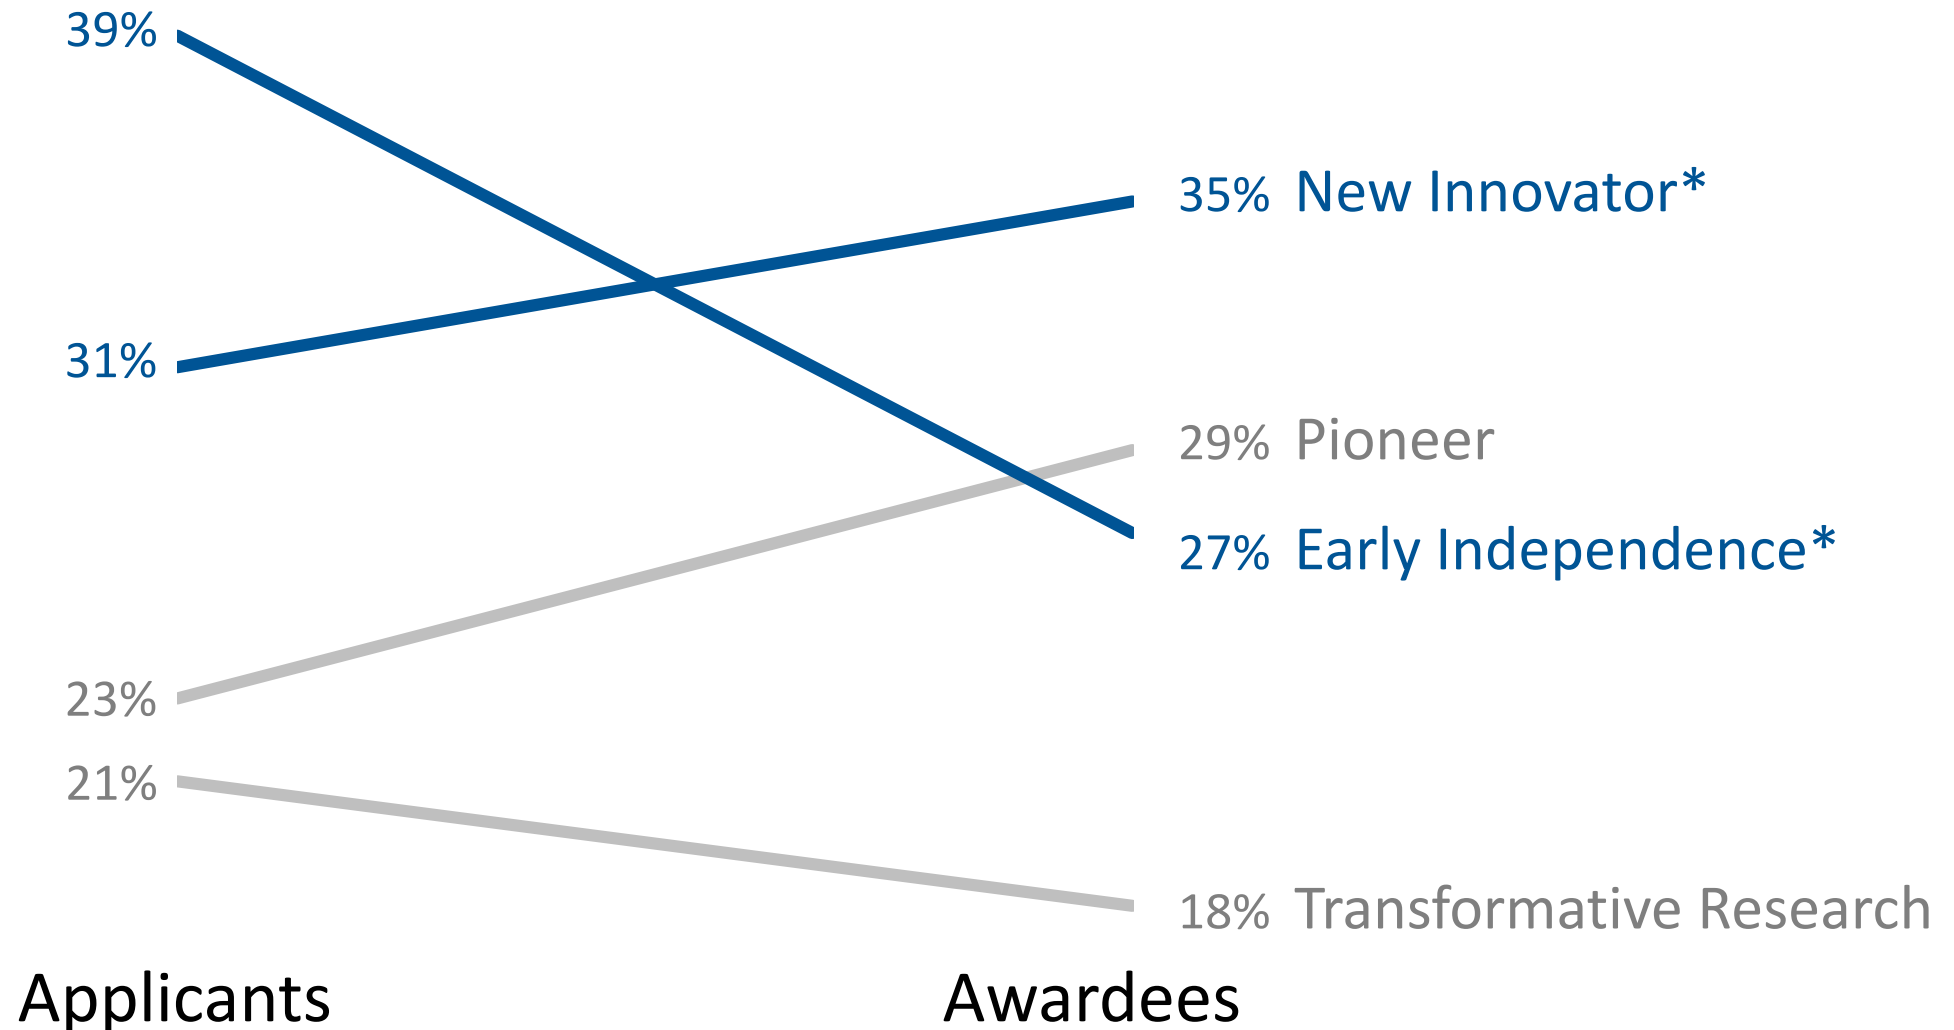 39%
35% New Innovator*
31%
29% Pioneer
27% Early Independence*
23%
21%
18% Transformative Research
Applicants Awardees